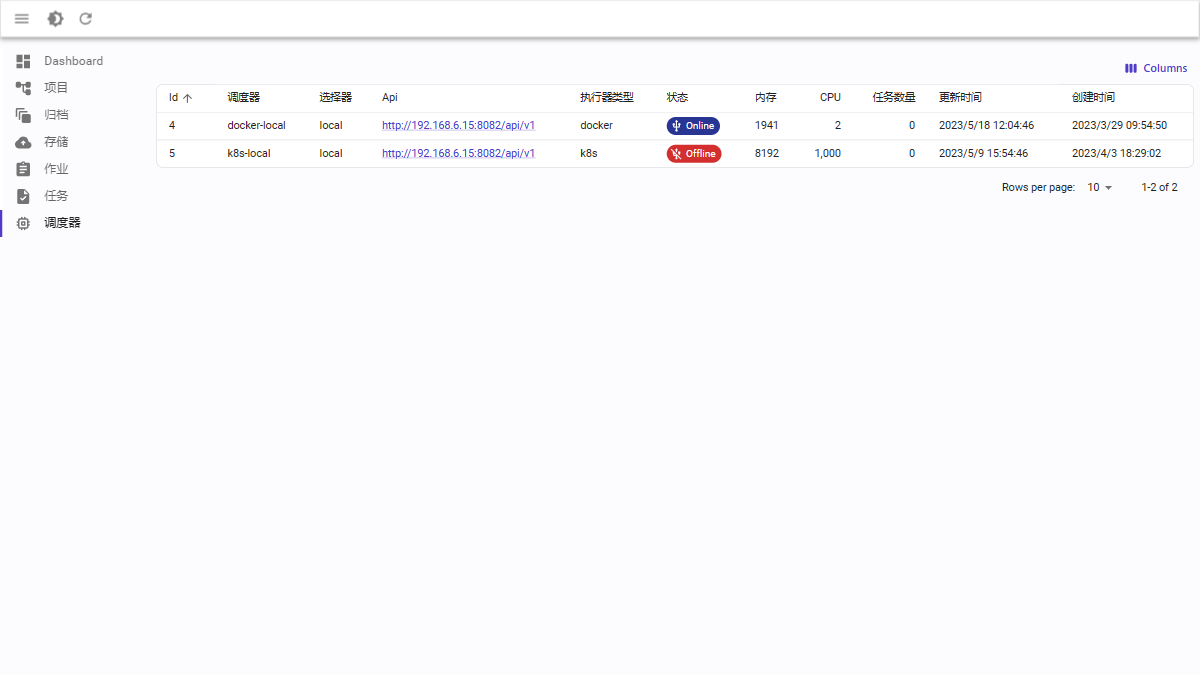 Dashboard
项目
归档
存储
作业
任务
调度器
Columns
Id 调度器 选择器 Api 执行器类型 状态 内存 CPU 任务数量 更新时间 创建时间
4 docker-local local http://192.168.6.15:8082/api/v1 docker Online 1941 2 0 2023/5/18 12:04:46 2023/3/29 09:54:50
5 k8s-local local http://192.168.6.15:8082/api/v1 k8s Offline 8192 1,000 0 2023/5/9 15:54:46 2023/4/3 18:29:02
Rows per page: 10 1-2 of 2